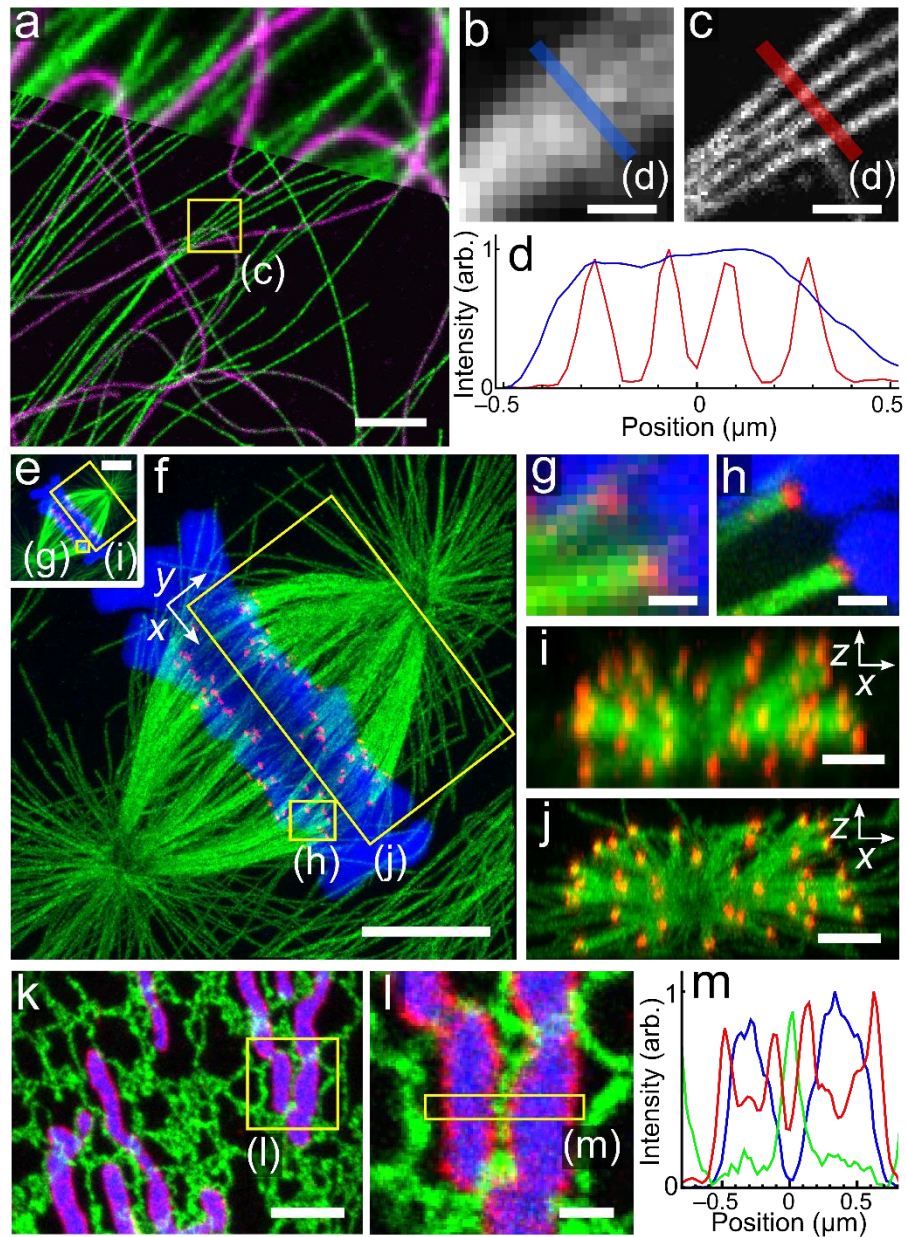 a
(c)
b
(d)
c
(d)
d
Intensity (arb.)
1
0
−0.5
0
0.5
Position (µm)
e
(g)
(i)
f
y
x
(h)
(j)
g
h
i
z
x
j
z
x
k
(l)
l
(m)
m
Intensity (arb.)
1
0
−0.5
0
0.5
Position (µm)